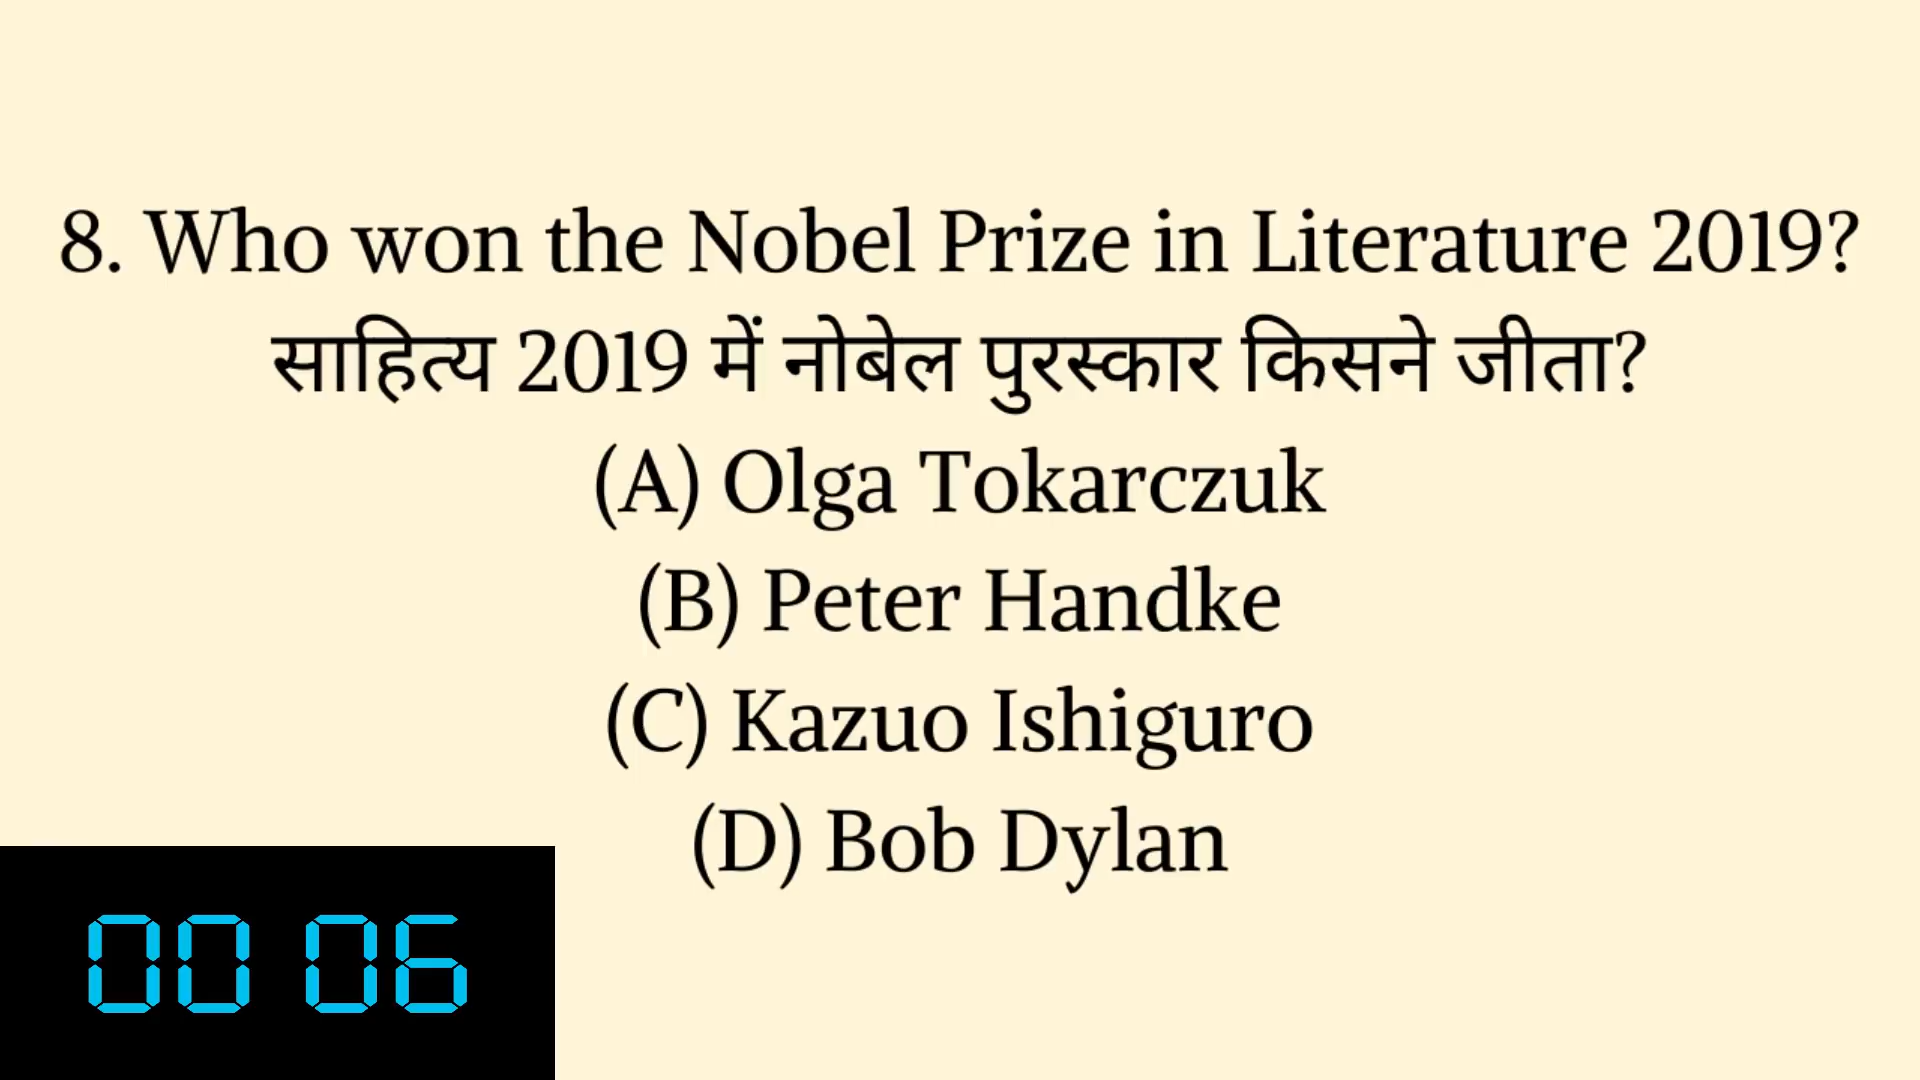 8. Who won the Nobel Prize in Literature 2019?
साहित्य 2019 में नोबेल पुरस्कार किसने जीता?
(A) Olga Tokarczuk
(B) Peter Handke
(C) Kazuo Ishiguro
(D) Bob Dylan
00 06